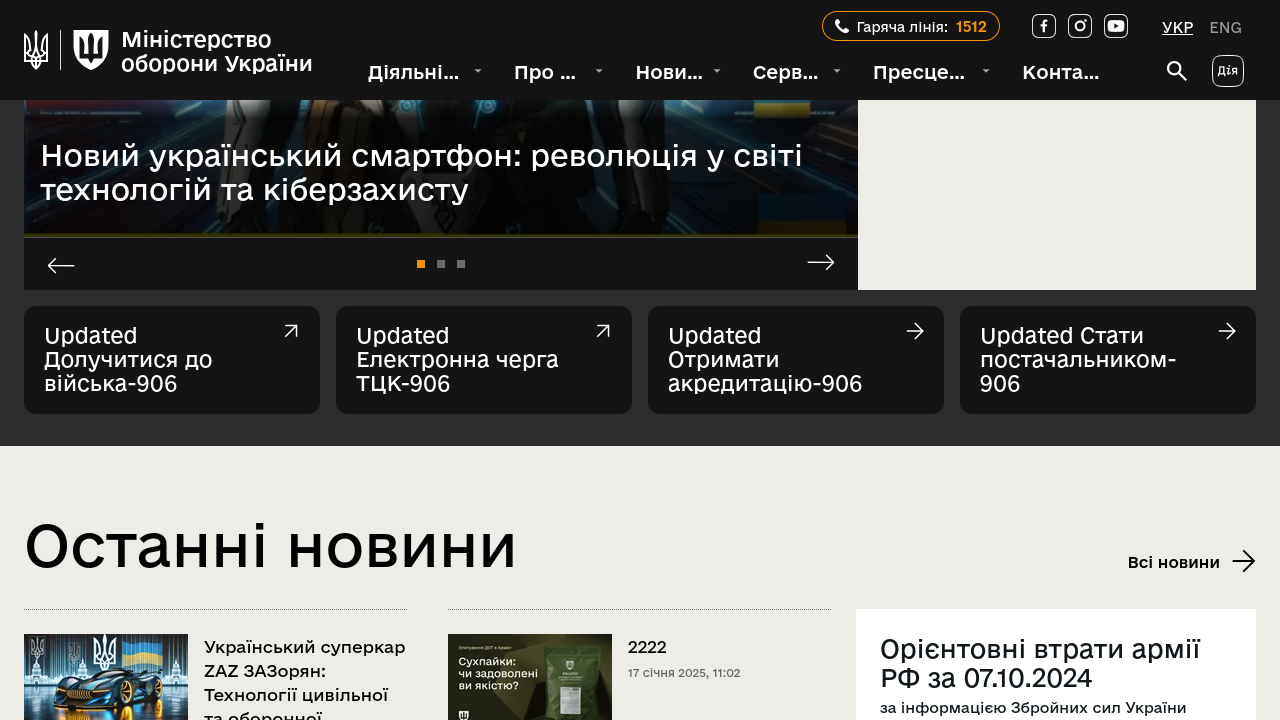 Міністерство
оборони України
Гаряча лінія: 1512
УКР ENG
Діяльні...
Про ...
Нови...
Серв...
Пресце...
Конта...
Дія
Новий український смартфон: революція у світі
технологій та кіберзахисту
Updated
Долучитися до
війська-906
Updated
Електронна черга
ТЦК-906
Updated
Отримати
акредитацію-906
Updated Стати
постачальником-
906
Останні новини
Всі новини
Український суперкар
ZAZ ЗАЗорян:
Технології цивільної
та оборонної
Опитування ДОТ в Армія+
Сухпайки:
чи задоволені
ви якістю?
2222
17 січня 2025, 11:02
Орієнтовні втрати армії
РФ за 07.10.2024
за інформацією Збройних сил України